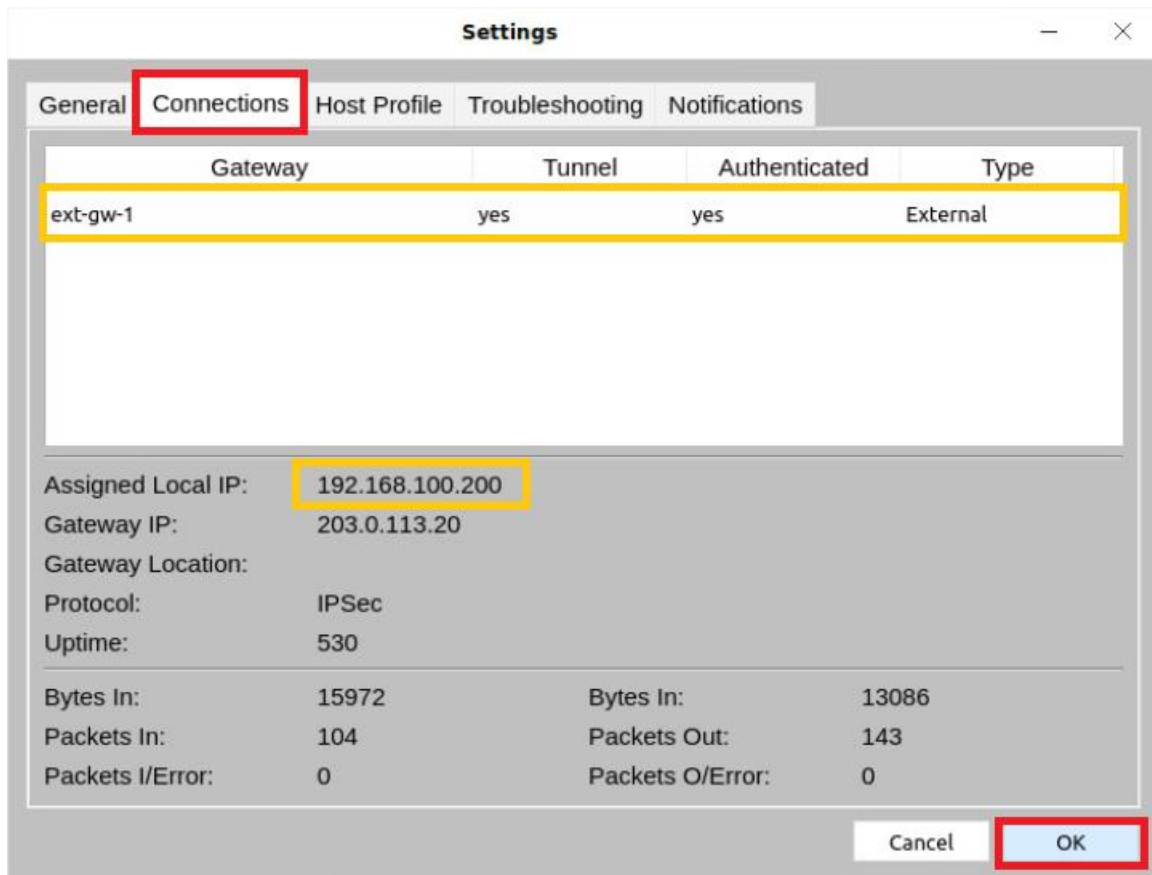 Settings
General Connections Host Profile Troubleshooting Notifications
Gateway Tunnel Authenticated Type
ext-gw-1 yes yes External
Assigned Local IP: 192.168.100.200
Gateway IP: 203.0.113.20
Gateway Location:
Protocol: IPSec
Uptime: 530
Bytes In: 15972 Bytes In: 13086
Packets In: 104 Packets Out: 143
Packets I/Error: 0 Packets O/Error: 0
Cancel OK